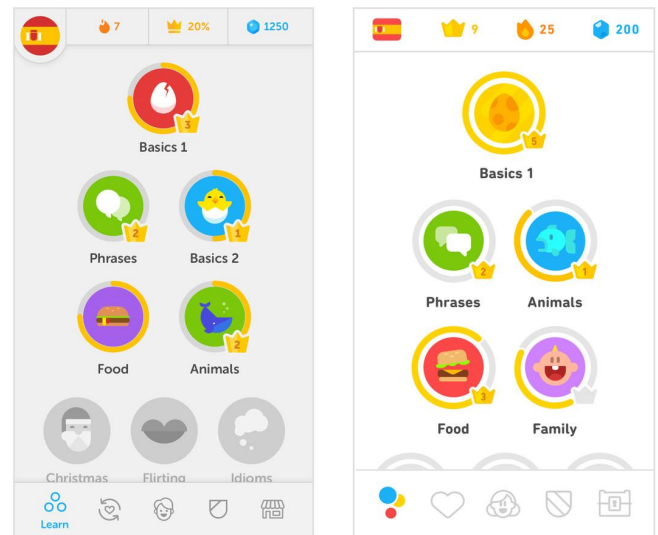 7 20% 1250
3
Basics 1
2 1
Phrases Basics 2
2
Food Animals
Christmas Flirting Idioms
Learn
9 25 200
5
Basics 1
2 1
Phrases Animals
3
Food Family